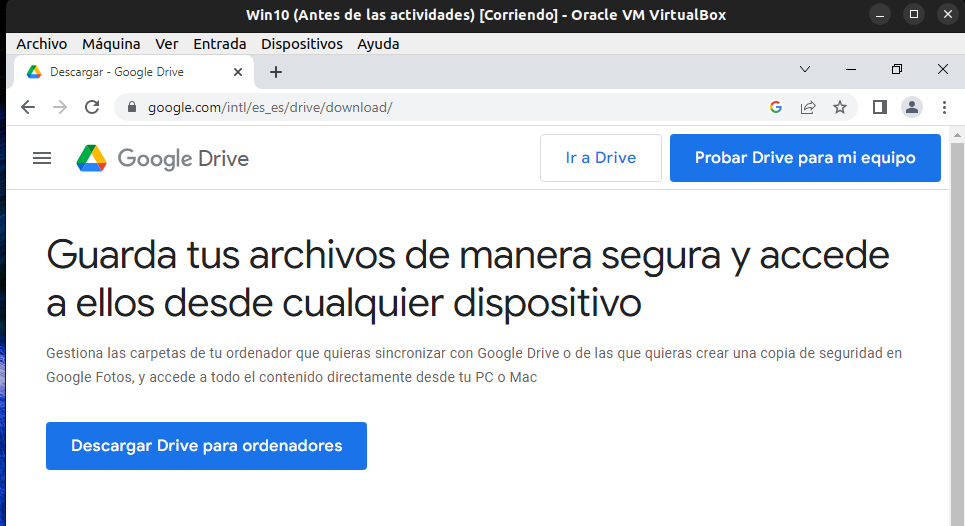 Win10 (Antes de las actividades) [Corriendo] - Oracle VM VirtualBox
Archivo Máquina Ver Entrada Dispositivos Ayuda
Descargar - Google Drive
google.com/intl/es_es/drive/download/
Google Drive
Ir a Drive
Probar Drive para mi equipo
Guarda tus archivos de manera segura y accede
a ellos desde cualquier dispositivo
Gestiona las carpetas de tu ordenador que quieras sincronizar con Google Drive o de las que quieras crear una copia de seguridad en
Google Fotos, y accede a todo el contenido directamente desde tu PC o Mac
Descargar Drive para ordenadores